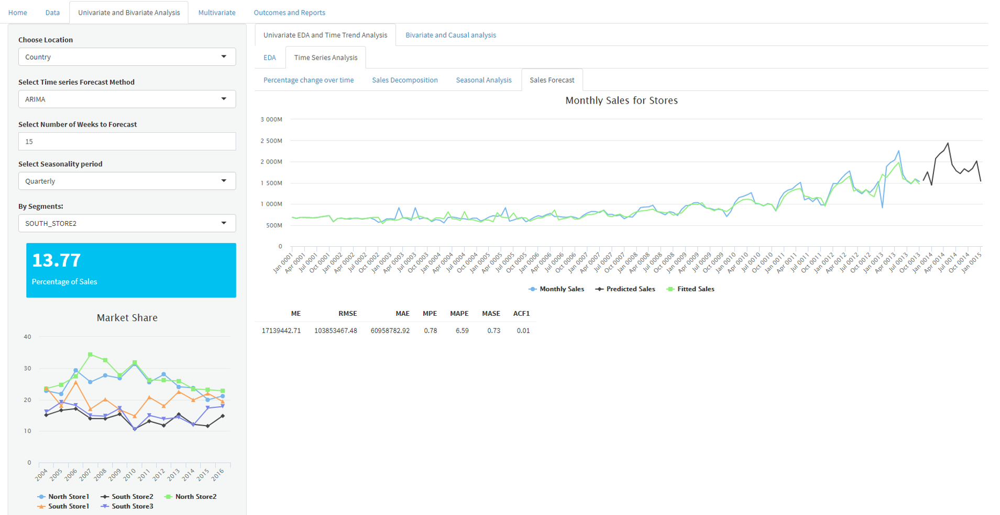 Home Data Univariate and Bivariate Analysis Multivariate Outcomes and Reports
Choose Location
Country
Select Time series Forecast Method
ARIMA
Select Number of Weeks to Forecast
15
Select Seasonality period
Quarterly
By Segments:
SOUTH_STORE2
13.77
Percentage of Sales
Market Share
40
30
20
10
0
2004 2005 2006 2007 2008 2009 2010 2011 2012 2013 2014 2015 2016
North Store1 South Store2 North Store2
South Store1 South Store3
Univariate EDA and Time Trend Analysis Bivariate and Causal analysis
EDA Time Series Analysis
Percentage change over time Sales Decomposition Seasonal Analysis Sales Forecast
Monthly Sales for Stores
3 000M
2 500M
2 000M
1 500M
1 000M
500M
0
Jan 0001 Apr 0001 Jul 0001 Oct 0001 Jan 0002 Apr 0002 Jul 0002 Oct 0002 Jan 0003 Apr 0003 Jul 0003 Oct 0003 Jan 0004 Apr 0004 Jul 0004 Oct 0004 Jan 0005 Apr 0005 Jul 0005 Oct 0005 Jan 0006 Apr 0006 Jul 0006 Oct 0006 Jan 0007 Apr 0007 Jul 0007 Oct 0007 Jan 0008 Apr 0008 Jul 0008 Oct 0008 Jan 0009 Apr 0009 Jul 0009 Oct 0009 Jan 0010 Apr 0010 Jul 0010 Oct 0010 Jan 0011 Apr 0011 Jul 0011 Oct 0011 Jan 0012 Apr 0012 Jul 0012 Oct 0012 Jan 0013 Apr 0013 Jul 0013 Oct 0013 Jan 0014 Apr 0014 Jul 0014 Oct 0014 Jan 0015
Monthly Sales Predicted Sales Fitted Sales
ME RMSE MAE MPE MAPE MASE ACF1
17139442.71 103853467.48 60958782.92 0.78 6.59 0.73 0.01